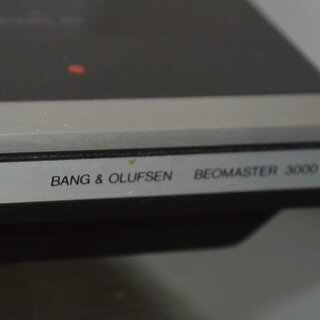 BANG & OLUFSEN BEOMASTER 3000